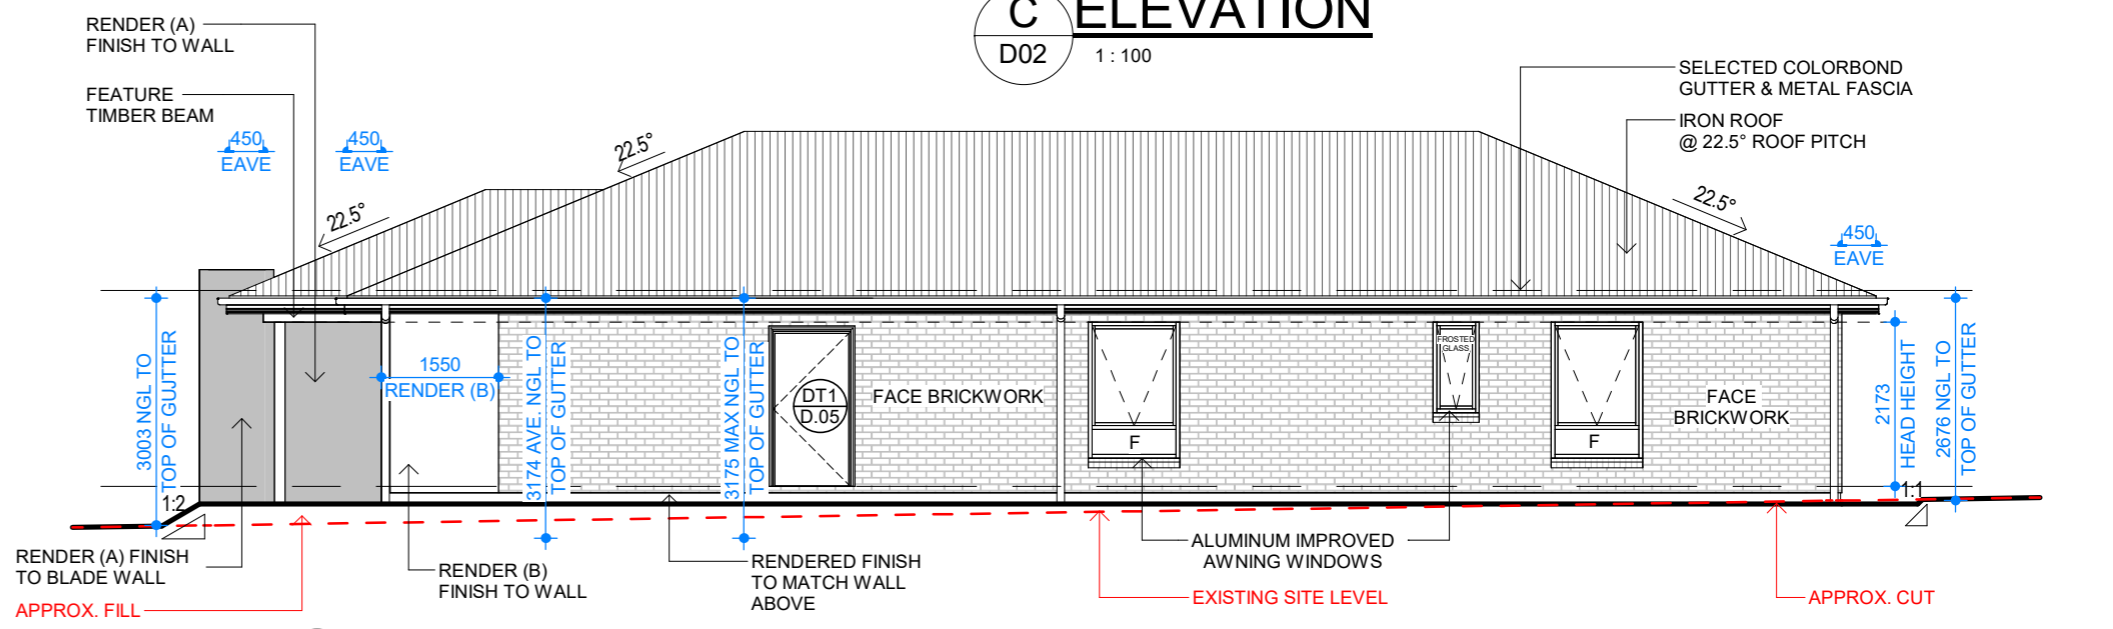 C
D02
ELEVATION
1 : 100
RENDER (A)
FINISH TO WALL
FEATURE
TIMBER BEAM
450
EAVE
450
EAVE
22.5°
22.5°
SELECTED COLORBOND
GUTTER & METAL FASCIA
IRON ROOF
@ 22.5° ROOF PITCH
22.5°
450
EAVE
3003 NGL TO
TOP OF GUTTER
1550
RENDER (B)
3174 AVE. NGL TO
TOP OF GUTTER
3175 MAX NGL TO
TOP OF GUTTER
DT1
D.05
FACE BRICKWORK
F
FROSTED
GLASS
F
FACE
BRICKWORK
2173
HEAD HEIGHT
2676 NGL TO
TOP OF GUTTER
1:2
1:1
RENDER (A) FINISH
TO BLADE WALL
APPROX. FILL
RENDER (B)
FINISH TO WALL
RENDERED FINISH
TO MATCH WALL
ABOVE
ALUMINUM IMPROVED
AWNING WINDOWS
EXISTING SITE LEVEL
APPROX. CUT